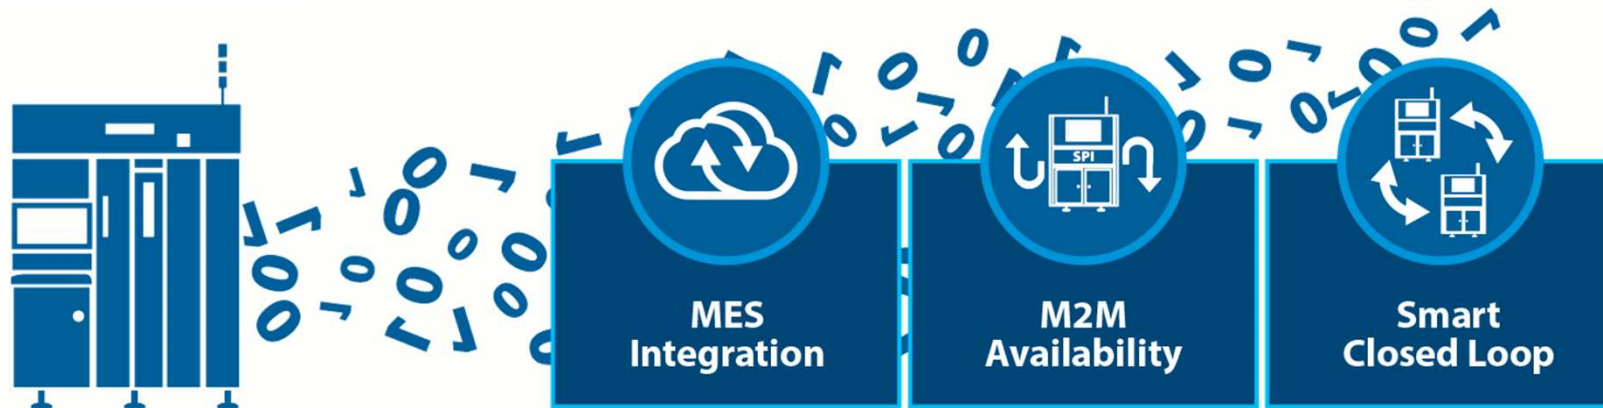 SPI
MES
Integration
M2M
Availability
Smart
Closed Loop